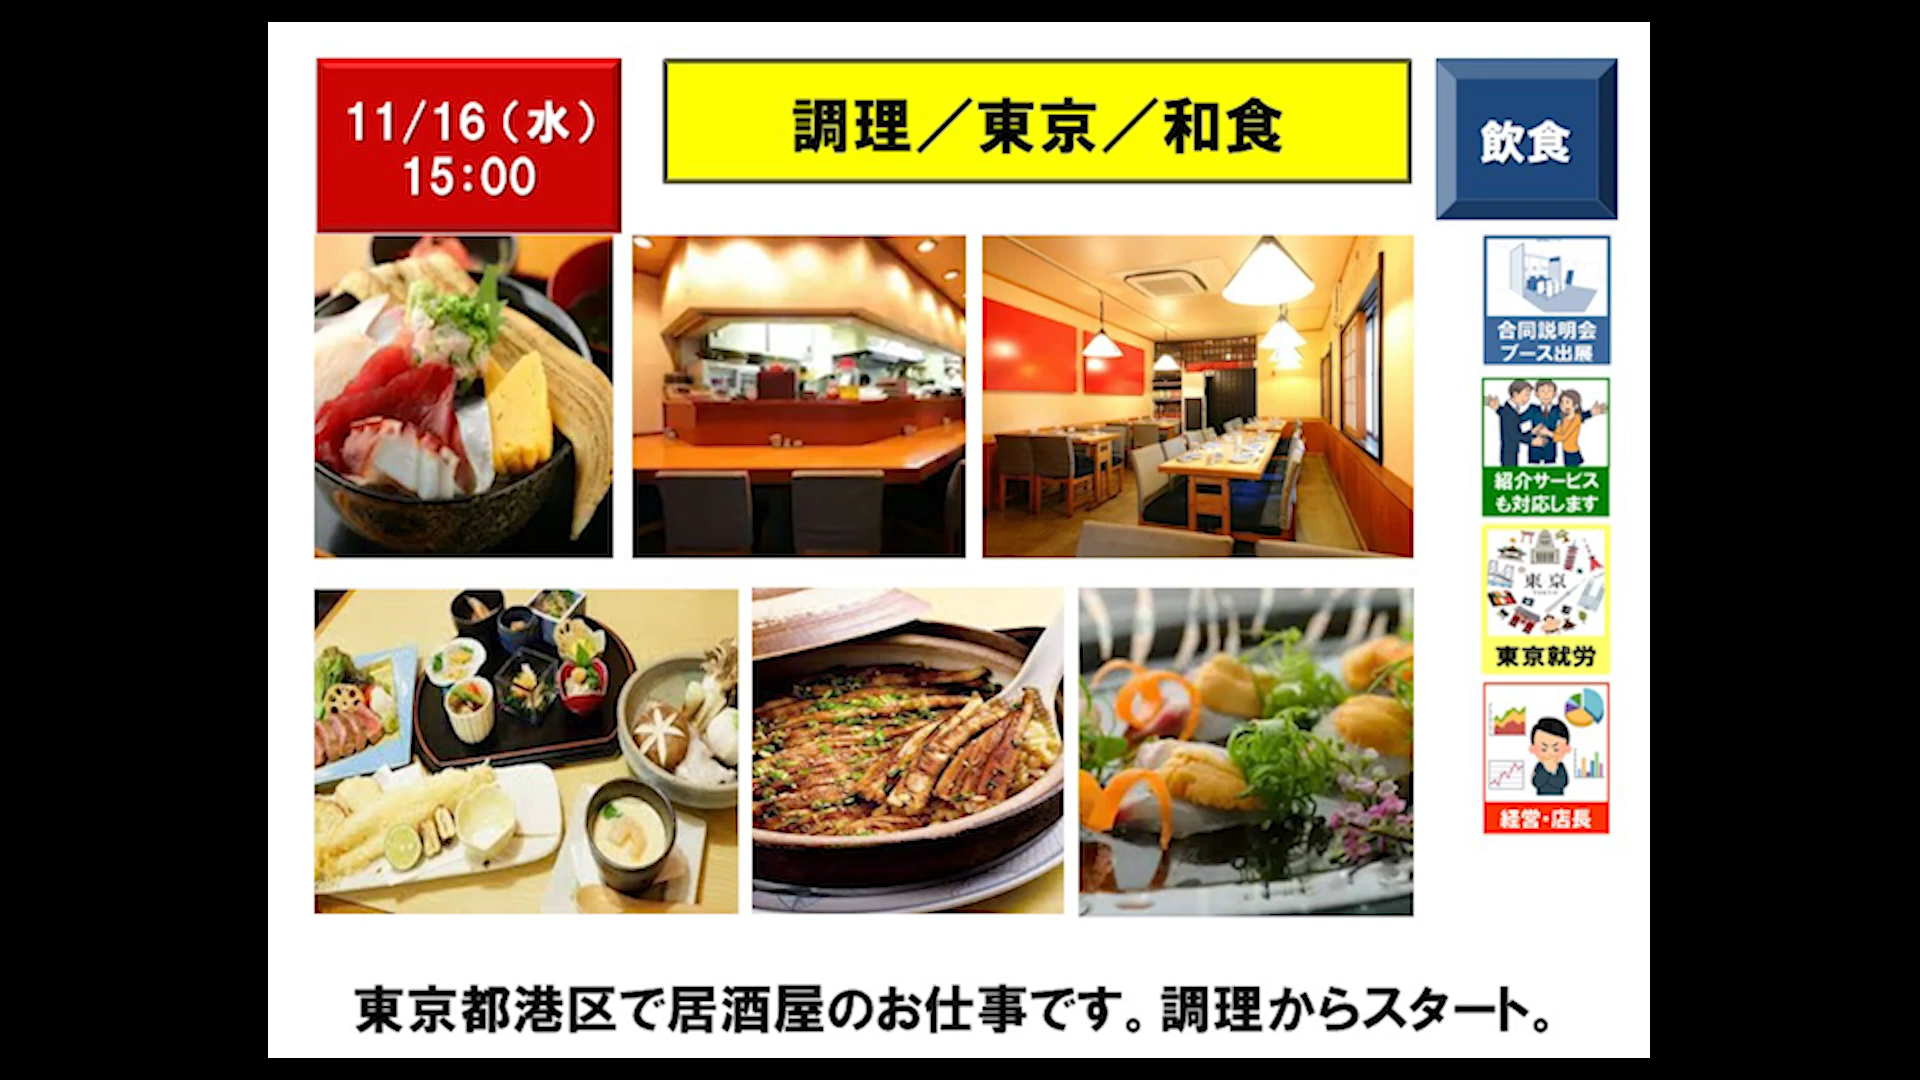 11/16（水）
15:00
調理／東京／和食
飲食
合同説明会
ブース出展
紹介サービス
も対応します
東京
東京就労
経営・店長
東京都港区で居酒屋のお仕事です。調理からスタート。